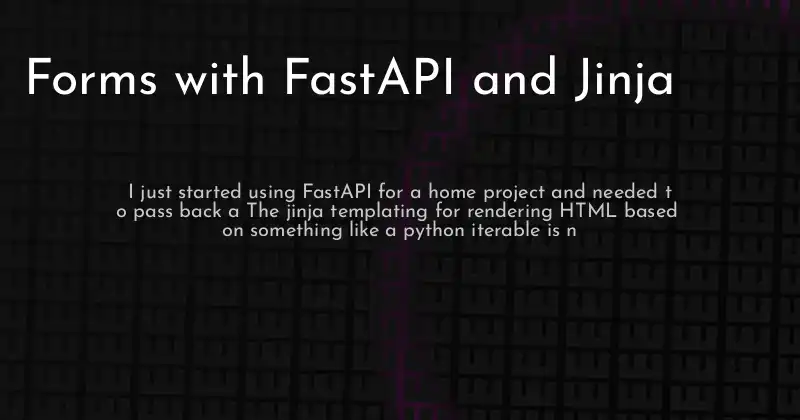 Forms with FastAPI and Jinja
I just started using FastAPI for a home project and needed t
o pass back a The jinja templating for rendering HTML based
on something like a python iterable is n